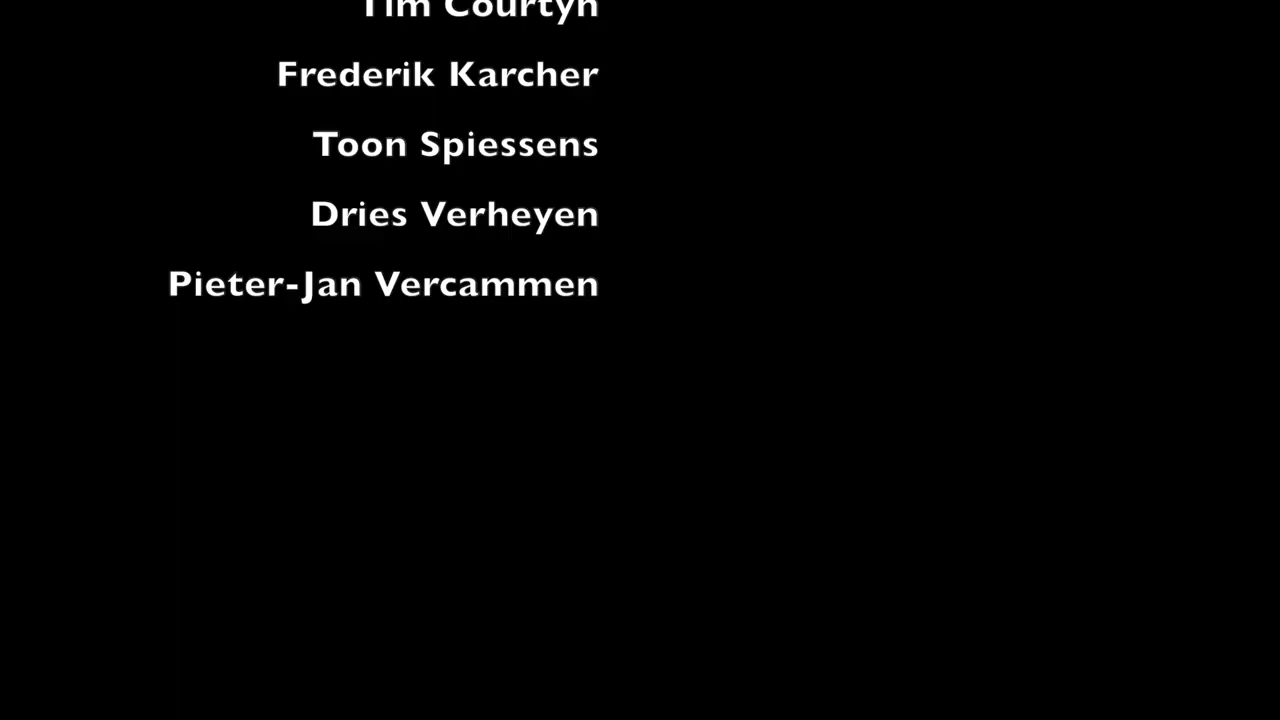 Tim Courtyn
Frederik Karcher
Toon Spiessens
Dries Verheyen
Pieter-Jan Vercammen